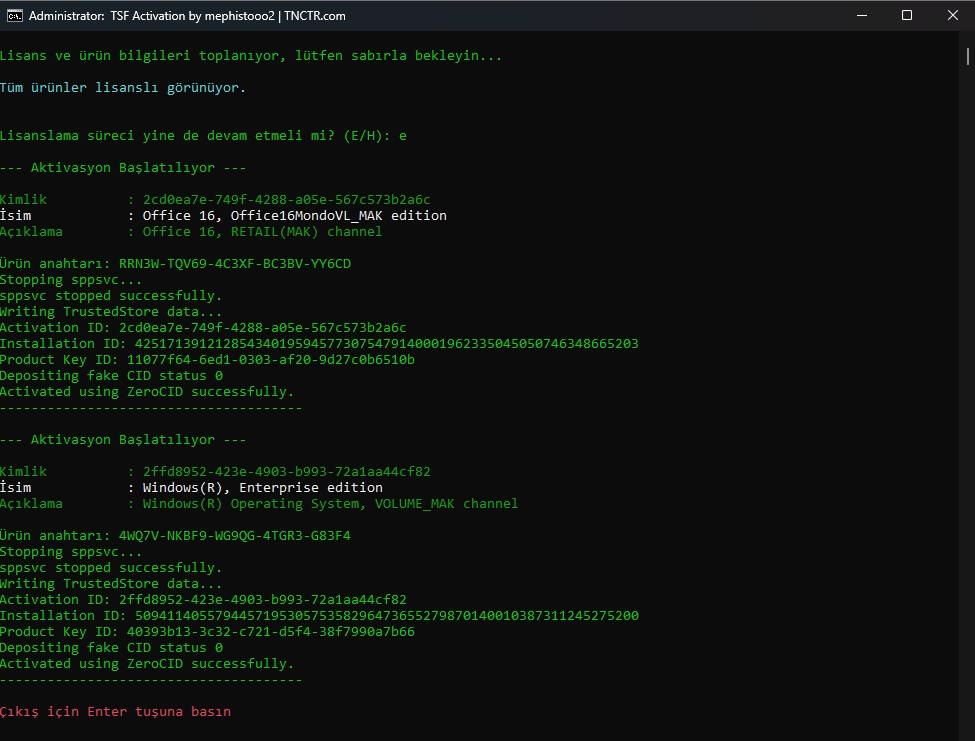 Administrator: TSF Activation by mephistooo2 | TNCTR.com
Lisans ve ürün bilgileri toplanıyor, lütfen sabırla bekleyin...
Tüm ürünler lisanslı görünüyor.
Lisanslama süreci yine de devam etmeli mi? (E/H): e
--- Aktivasyon Başlatılıyor ---
Kimlik : 2cd0ea7e-749f-4288-a05e-567c573b2a6c
İsim : Office 16, Office16MondoVL_MAK edition
Açıklama : Office 16, RETAIL(MAK) channel
Ürün anahtarı: RRN3W-TQV69-4C3XF-BC3BV-YY6CD
Stopping sppsvc...
sppsvc stopped successfully.
Writing TrustedStore data...
Activation ID: 2cd0ea7e-749f-4288-a05e-567c573b2a6c
Installation ID: 425171391212854340195945773075479140001962335045050746348665203
Product Key ID: 11077f64-6ed1-0303-af20-9d27c0b6510b
Depositing fake CID status 0
Activated using ZeroCID successfully.
--------------------------------------
--- Aktivasyon Başlatılıyor ---
Kimlik : 2ffd8952-423e-4903-b993-72a1aa44cf82
İsim : Windows(R), Enterprise edition
Açıklama : Windows(R) Operating System, VOLUME_MAK channel
Ürün anahtarı: 4WQ7V-NKBF9-WG9QG-4TGR3-G83F4
Stopping sppsvc...
sppsvc stopped successfully.
Writing TrustedStore data...
Activation ID: 2ffd8952-423e-4903-b993-72a1aa44cf82
Installation ID: 509411405579445719530575358296473655279870140010387311245275200
Product Key ID: 40393b13-3c32-c721-d5f4-38f7990a7b66
Depositing fake CID status 0
Activated using ZeroCID successfully.
--------------------------------------
Çıkış için Enter tuşuna basın